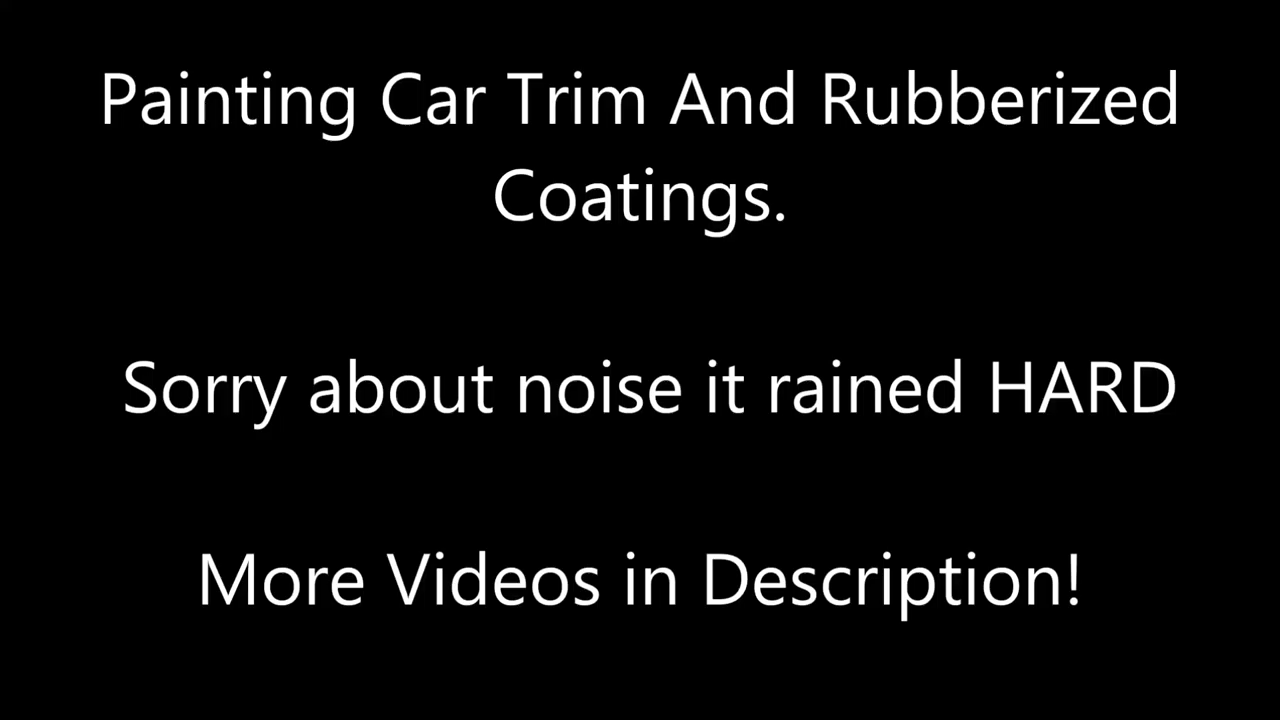 Painting Car Trim And Rubberized
Coatings.
Sorry about noise it rained HARD
More Videos in Description!